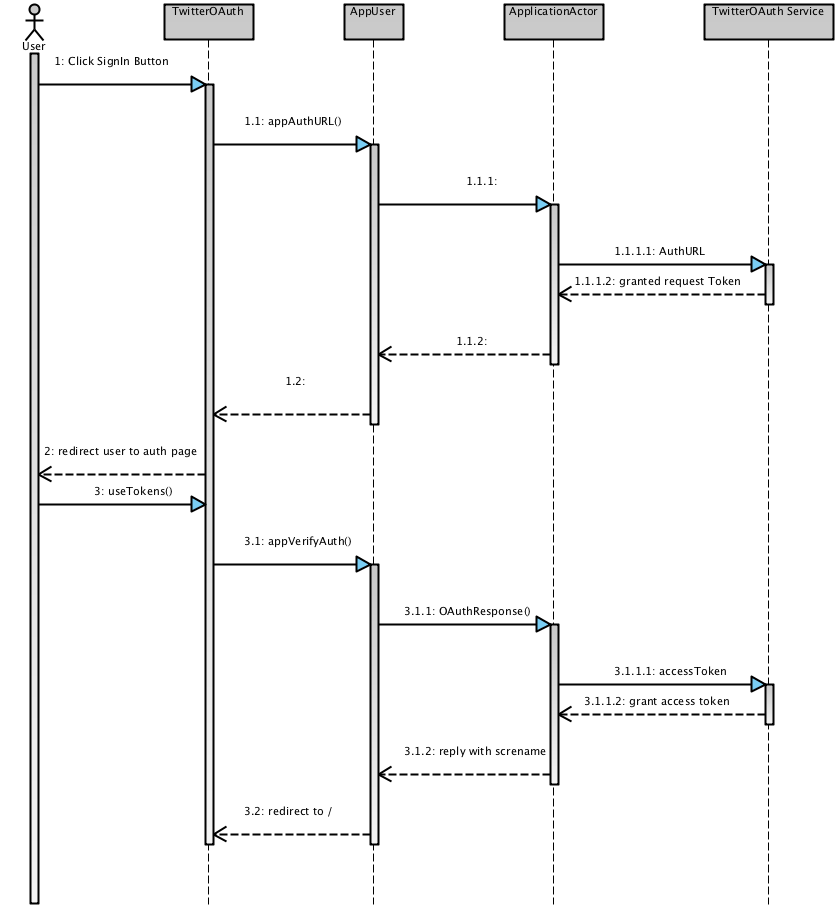 TwitterOAuth
AppUser
ApplicationActor
TwitterOAuth Service
User
1: Click SignIn Button
1.1: appAuthURL()
1.1.1:
1.1.1.1: AuthURL
1.1.1.2: granted request Token
1.1.2:
1.2:
2: redirect user to auth page
3: useTokens()
3.1: appVerifyAuth()
3.1.1: OAuthResponse()
3.1.1.1: accessToken
3.1.1.2: grant access token
3.1.2: reply with screname
3.2: redirect to /